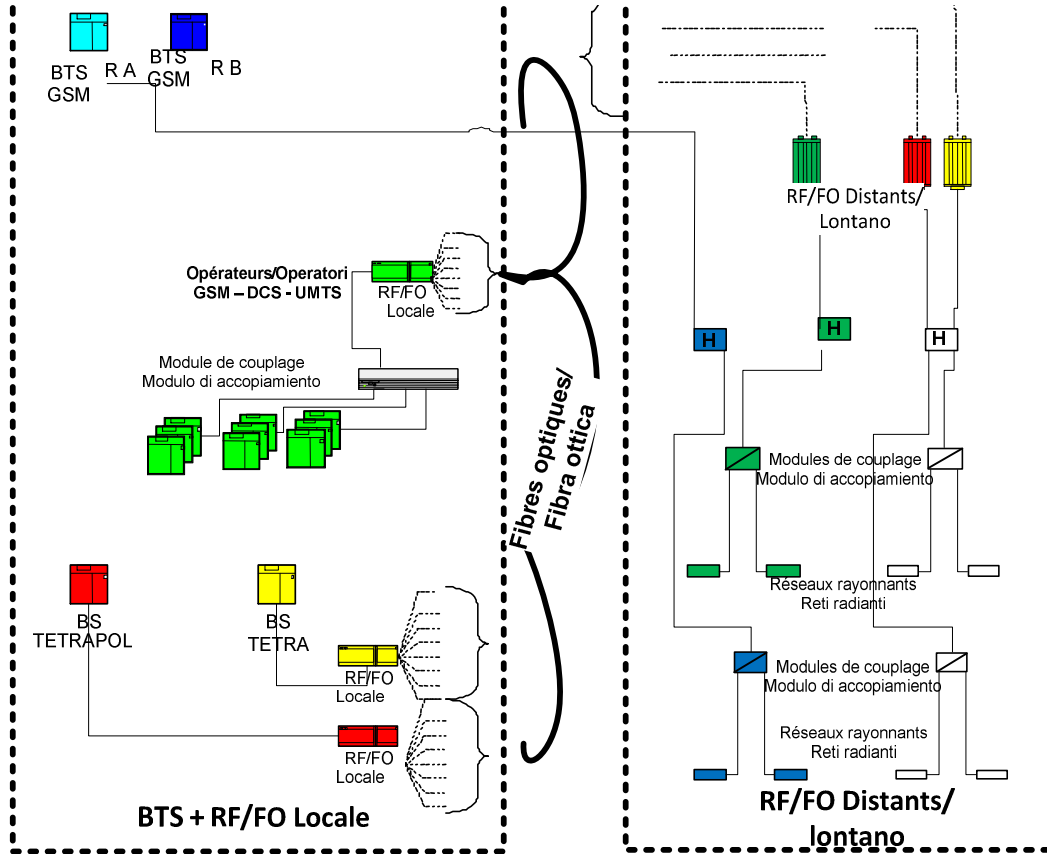 BTS
GSM
R A
BTS
GSM
R B
Opérateurs/Operatori
GSM – DCS - UMTS
RF/FO
Locale
Module de couplage
Modulo di accopiamento
BS
TETRAPOL
BS
TETRA
RF/FO
Locale
RF/FO
Locale
BTS + RF/FO Locale
Fibres optiques/
Fibra ottica
RF/FO Distants/
Lontano
H
H
H
Modules de couplage
Modulo di accopiamento
Réseaux rayonnants
Reti radianti
Modules de couplage
Modulo di accopiamento
Réseaux rayonnants
Reti radianti
RF/FO Distants/
lontano